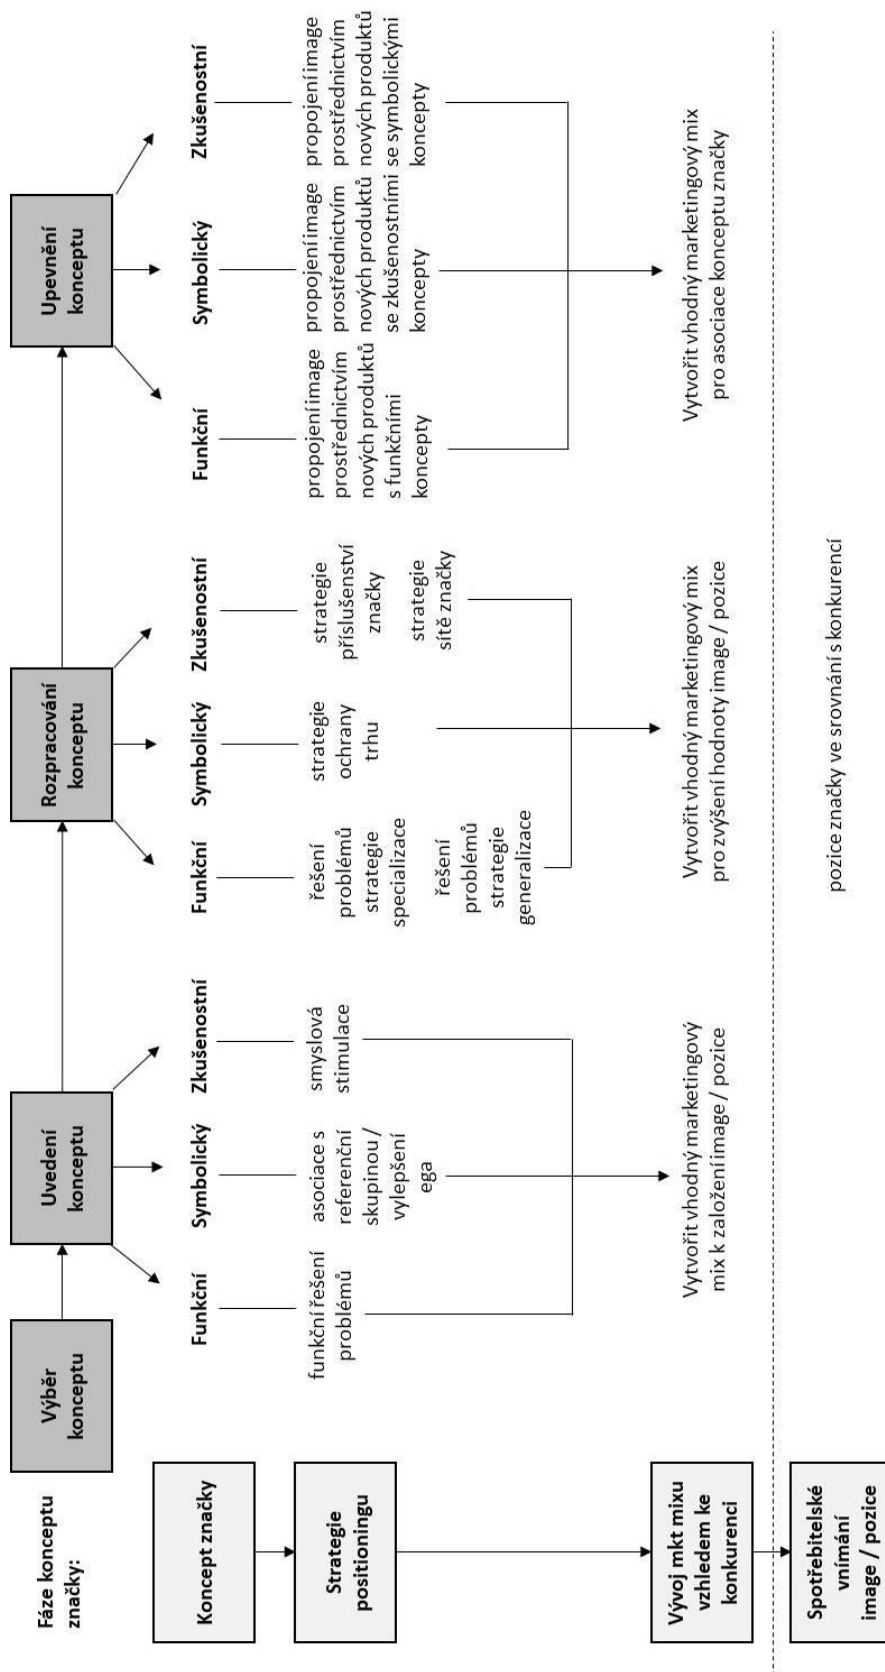 Fáze konceptu
značky:
Výběr
konceptu
Uvedení
konceptu
Rozpracování
konceptu
Upevnění
konceptu
Koncept značky
Funkční
Symbolický
Zkušenostní
Funkční
Symbolický
Zkušenostní
Funkční
Symbolický
Zkušenostní
Strategie
positioningu
funkční řešení
problémů
asociace s
referenční
skupinou /
vylepšení
ega
smyslová
stimulace
řešení
problémů
strategie
specializace
řešení
problémů
strategie
generalizace
strategie
ochrany
trhu
strategie
příslušenství
značky
strategie
sítě značky
propojení image
prostřednictvím
nových produktů
s funkčními
koncepty
propojení image
prostřednictvím
nových produktů
se zkušenostními
koncepty
propojení image
prostřednictvím
nových produktů
se symbolickými
koncepty
Vývoj mkt mixu
vzhledem ke
konkurenci
Vytvořit vhodný marketingový
mix k založení image / pozice
Vytvořit vhodný marketingový mix
pro zvýšení hodnoty image / pozice
Vytvořit vhodný marketingový mix
pro asociace konceptu značky
Spotřebitelské
vnímání
image / pozice
pozice značky ve srovnání s konkurencí